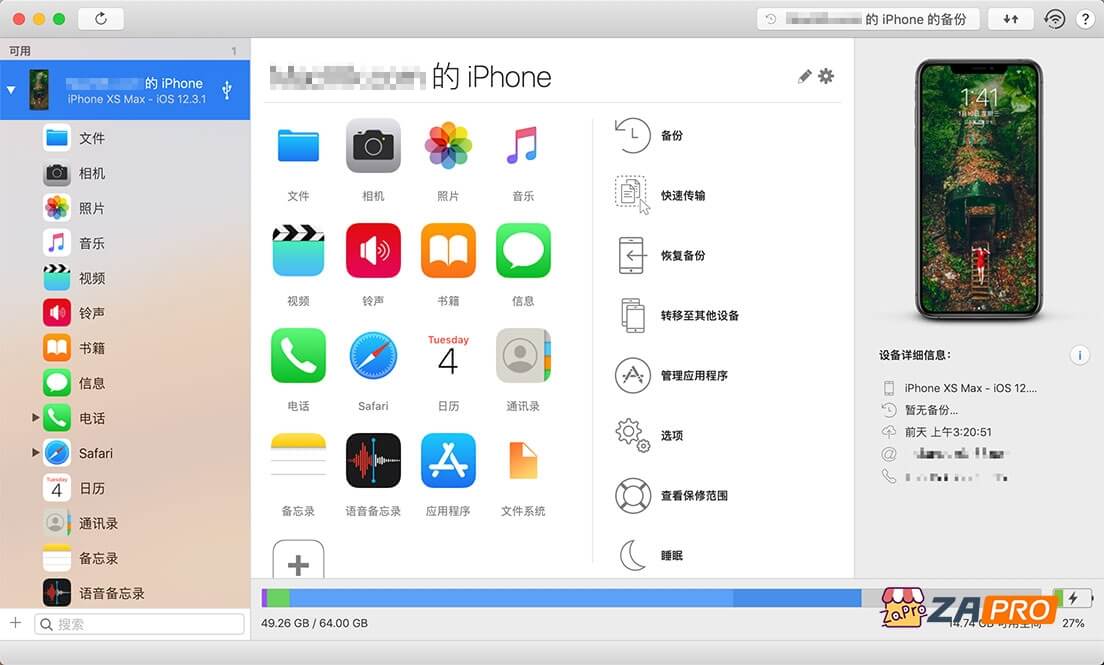 的 iPhone 的备份
?
可用
1
的 iPhone
iPhone XS Max - iOS 12.3.1
文件
相机
照片
音乐
视频
铃声
书籍
信息
电话
Safari
Tuesday
4
日历
通讯录
备忘录
语音备忘录
搜索
的 iPhone
文件
相机
照片
音乐
视频
铃声
书籍
信息
Tuesday
4
电话
Safari
日历
通讯录
备忘录
语音备忘录
应用程序
文件系统
备份
快速传输
恢复备份
转移至其他设备
管理应用程序
选项
查看保修范围
睡眠
1:41
设备详细信息:
i
iPhone XS Max - iOS 12....
暂无备份...
前天 上午3:20:51
49.26 GB / 64.00 GB
14.74 GB 可用空间
27%
ZAPRO
ZAPRO